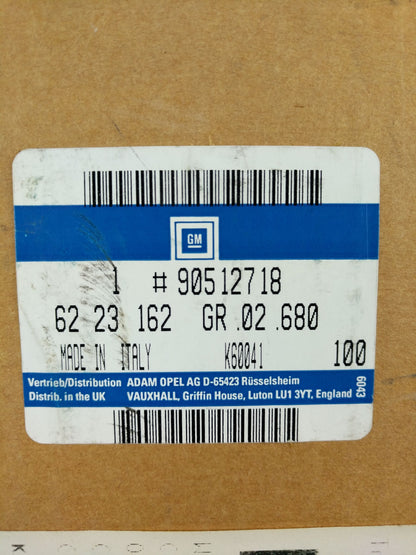 GM
1 # 90512718
62 23 162 GR .02 .680
MADE IN ITALY K60041 100
Vertrieb/Distribution ADAM OPEL AG D-65423 Rüsselsheim
Distrib. in the UK VAUXHALL, Griffin House, Luton LU1 3YT, England
6043